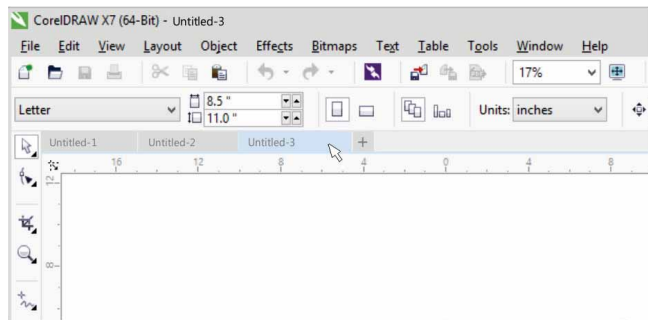 CorelDRAW X7 (64-Bit) - Untitled-3
File Edit View Layout Object Effects Bitmaps Text Table Tools Window Help
17%
Letter 8.5 " Units: inches
11.0 "
Untitled-1 Untitled-2 Untitled-3 +
16 12 8 4 0 4 8
12
8